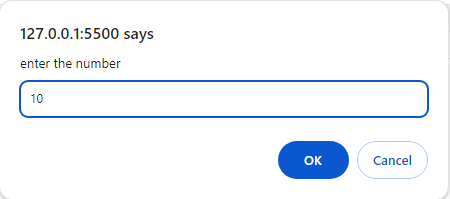 127.0.0.1:5500 says
enter the number
10
OK Cancel